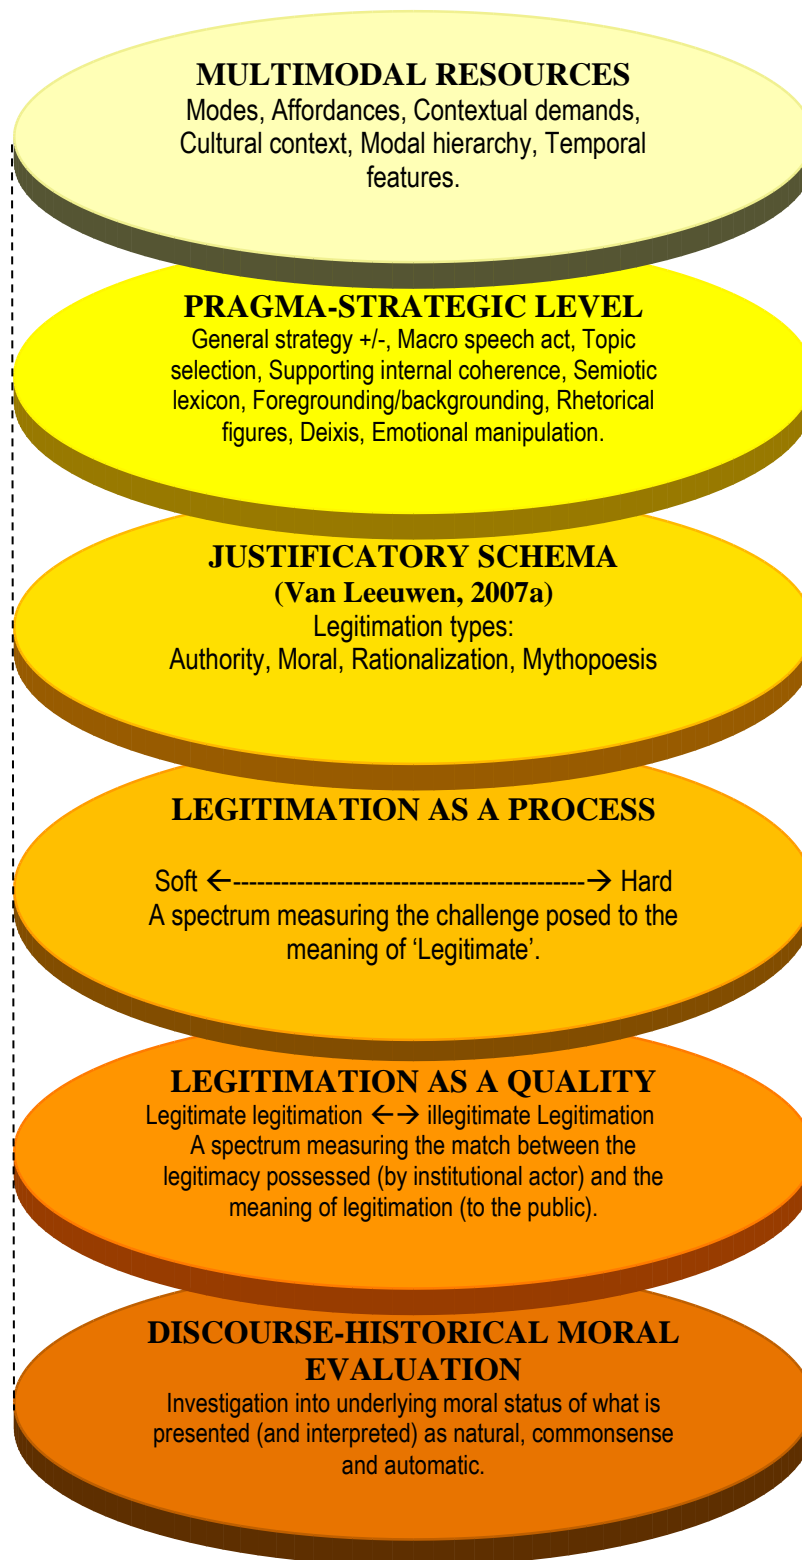 MULTIMODAL RESOURCES
Modes, Affordances, Contextual demands,
Cultural context, Modal hierarchy, Temporal
features.
PRAGMA-STRATEGIC LEVEL
General strategy +/-, Macro speech act, Topic
selection, Supporting internal coherence, Semiotic
lexicon, Foregrounding/backgrounding, Rhetorical
figures, Deixis, Emotional manipulation.
JUSTIFICATORY SCHEMA
(Van Leeuwen, 2007a)
Legitimation types:
Authority, Moral, Rationalization, Mythopoesis
LEGITIMATION AS A PROCESS
Soft ←--------------------------------------------→ Hard
A spectrum measuring the challenge posed to the
meaning of ‘Legitimate’.
LEGITIMATION AS A QUALITY
Legitimate legitimation ←→ illegitimate Legitimation
A spectrum measuring the match between the
legitimacy possessed (by institutional actor) and the
meaning of legitimation (to the public).
DISCOURSE-HISTORICAL MORAL
EVALUATION
Investigation into underlying moral status of what is
presented (and interpreted) as natural, commonsense
and automatic.